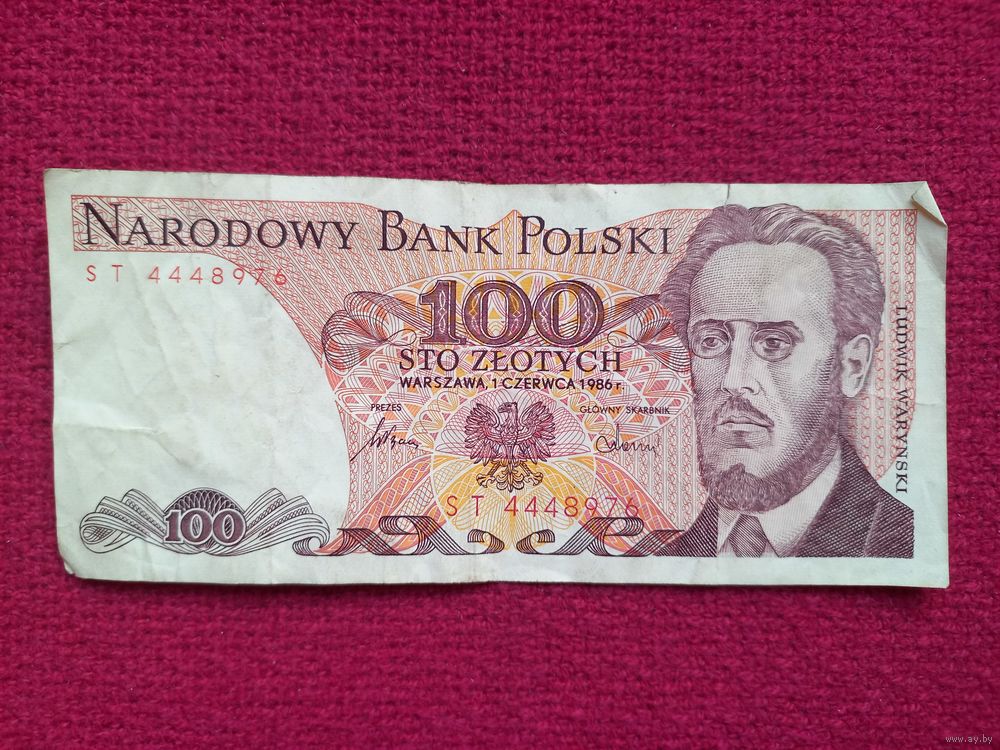 NARODOWY BANK POLSKI
ST 4448976
100
STO ZŁOTYCH
WARSZAWA, 1 CZERWCA 1986 r.
PREZES
GŁÓWNY SKARBNIK
ST 4448976
100
LUDWIK WARYŃSKI
www.ay.by